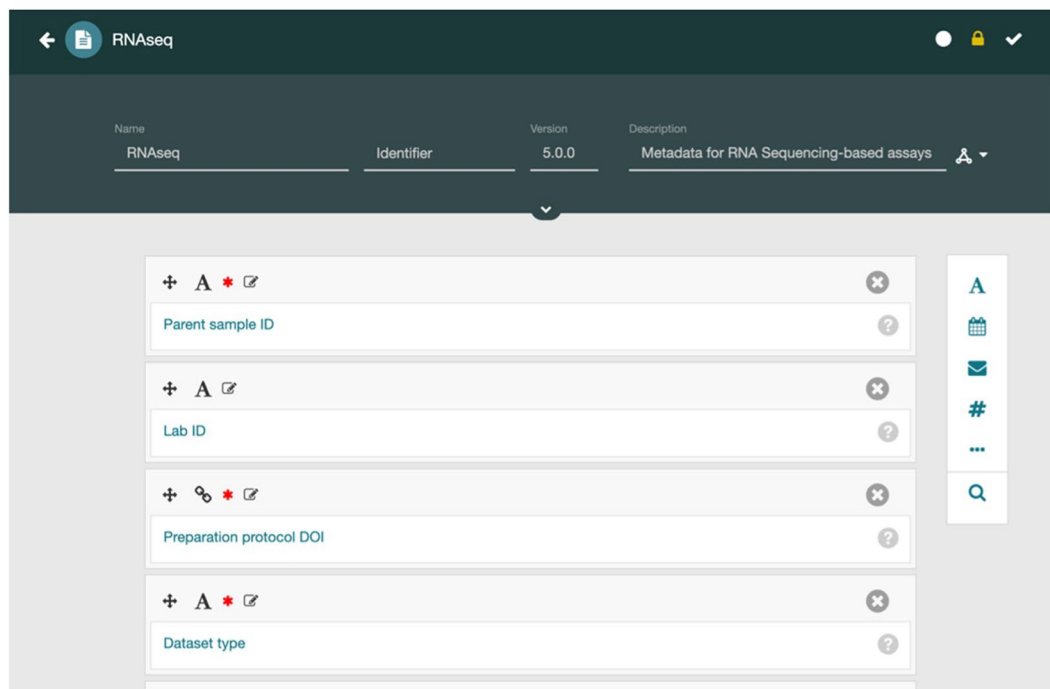 RNAseq
Name
Version
Description
RNAseq
Identifier
5.0.0
Metadata for RNA Sequencing-based assays
A
Parent sample ID
A
A
Lab ID
#
Preparation protocol DOI
A
Dataset type